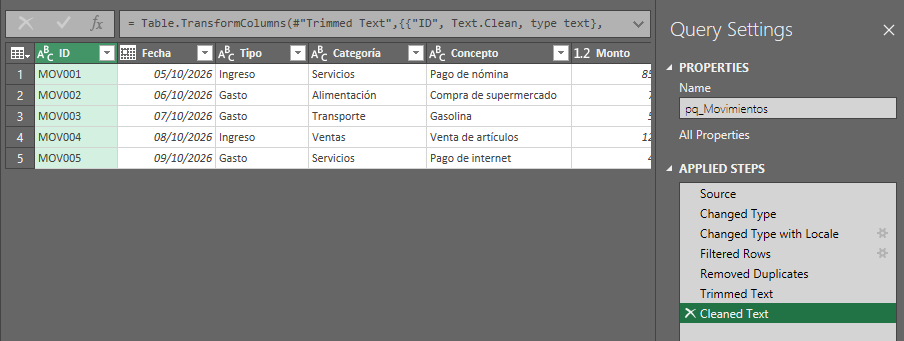 = Table.TransformColumns(#"Trimmed Text",{{"ID", Text.Clean, type text},
ID Fecha Tipo Categoría Concepto 1.2 Monto
1 MOV001 05/10/2026 Ingreso Servicios Pago de nómina 85
2 MOV002 06/10/2026 Gasto Alimentación Compra de supermercado
3 MOV003 07/10/2026 Gasto Transporte Gasolina
4 MOV004 08/10/2026 Ingreso Ventas Venta de artículos 12
5 MOV005 09/10/2026 Gasto Servicios Pago de internet
Query Settings
PROPERTIES
Name
pq_Movimientos
All Properties
APPLIED STEPS
Source
Changed Type
Changed Type with Locale
Filtered Rows
Removed Duplicates
Trimmed Text
Cleaned Text